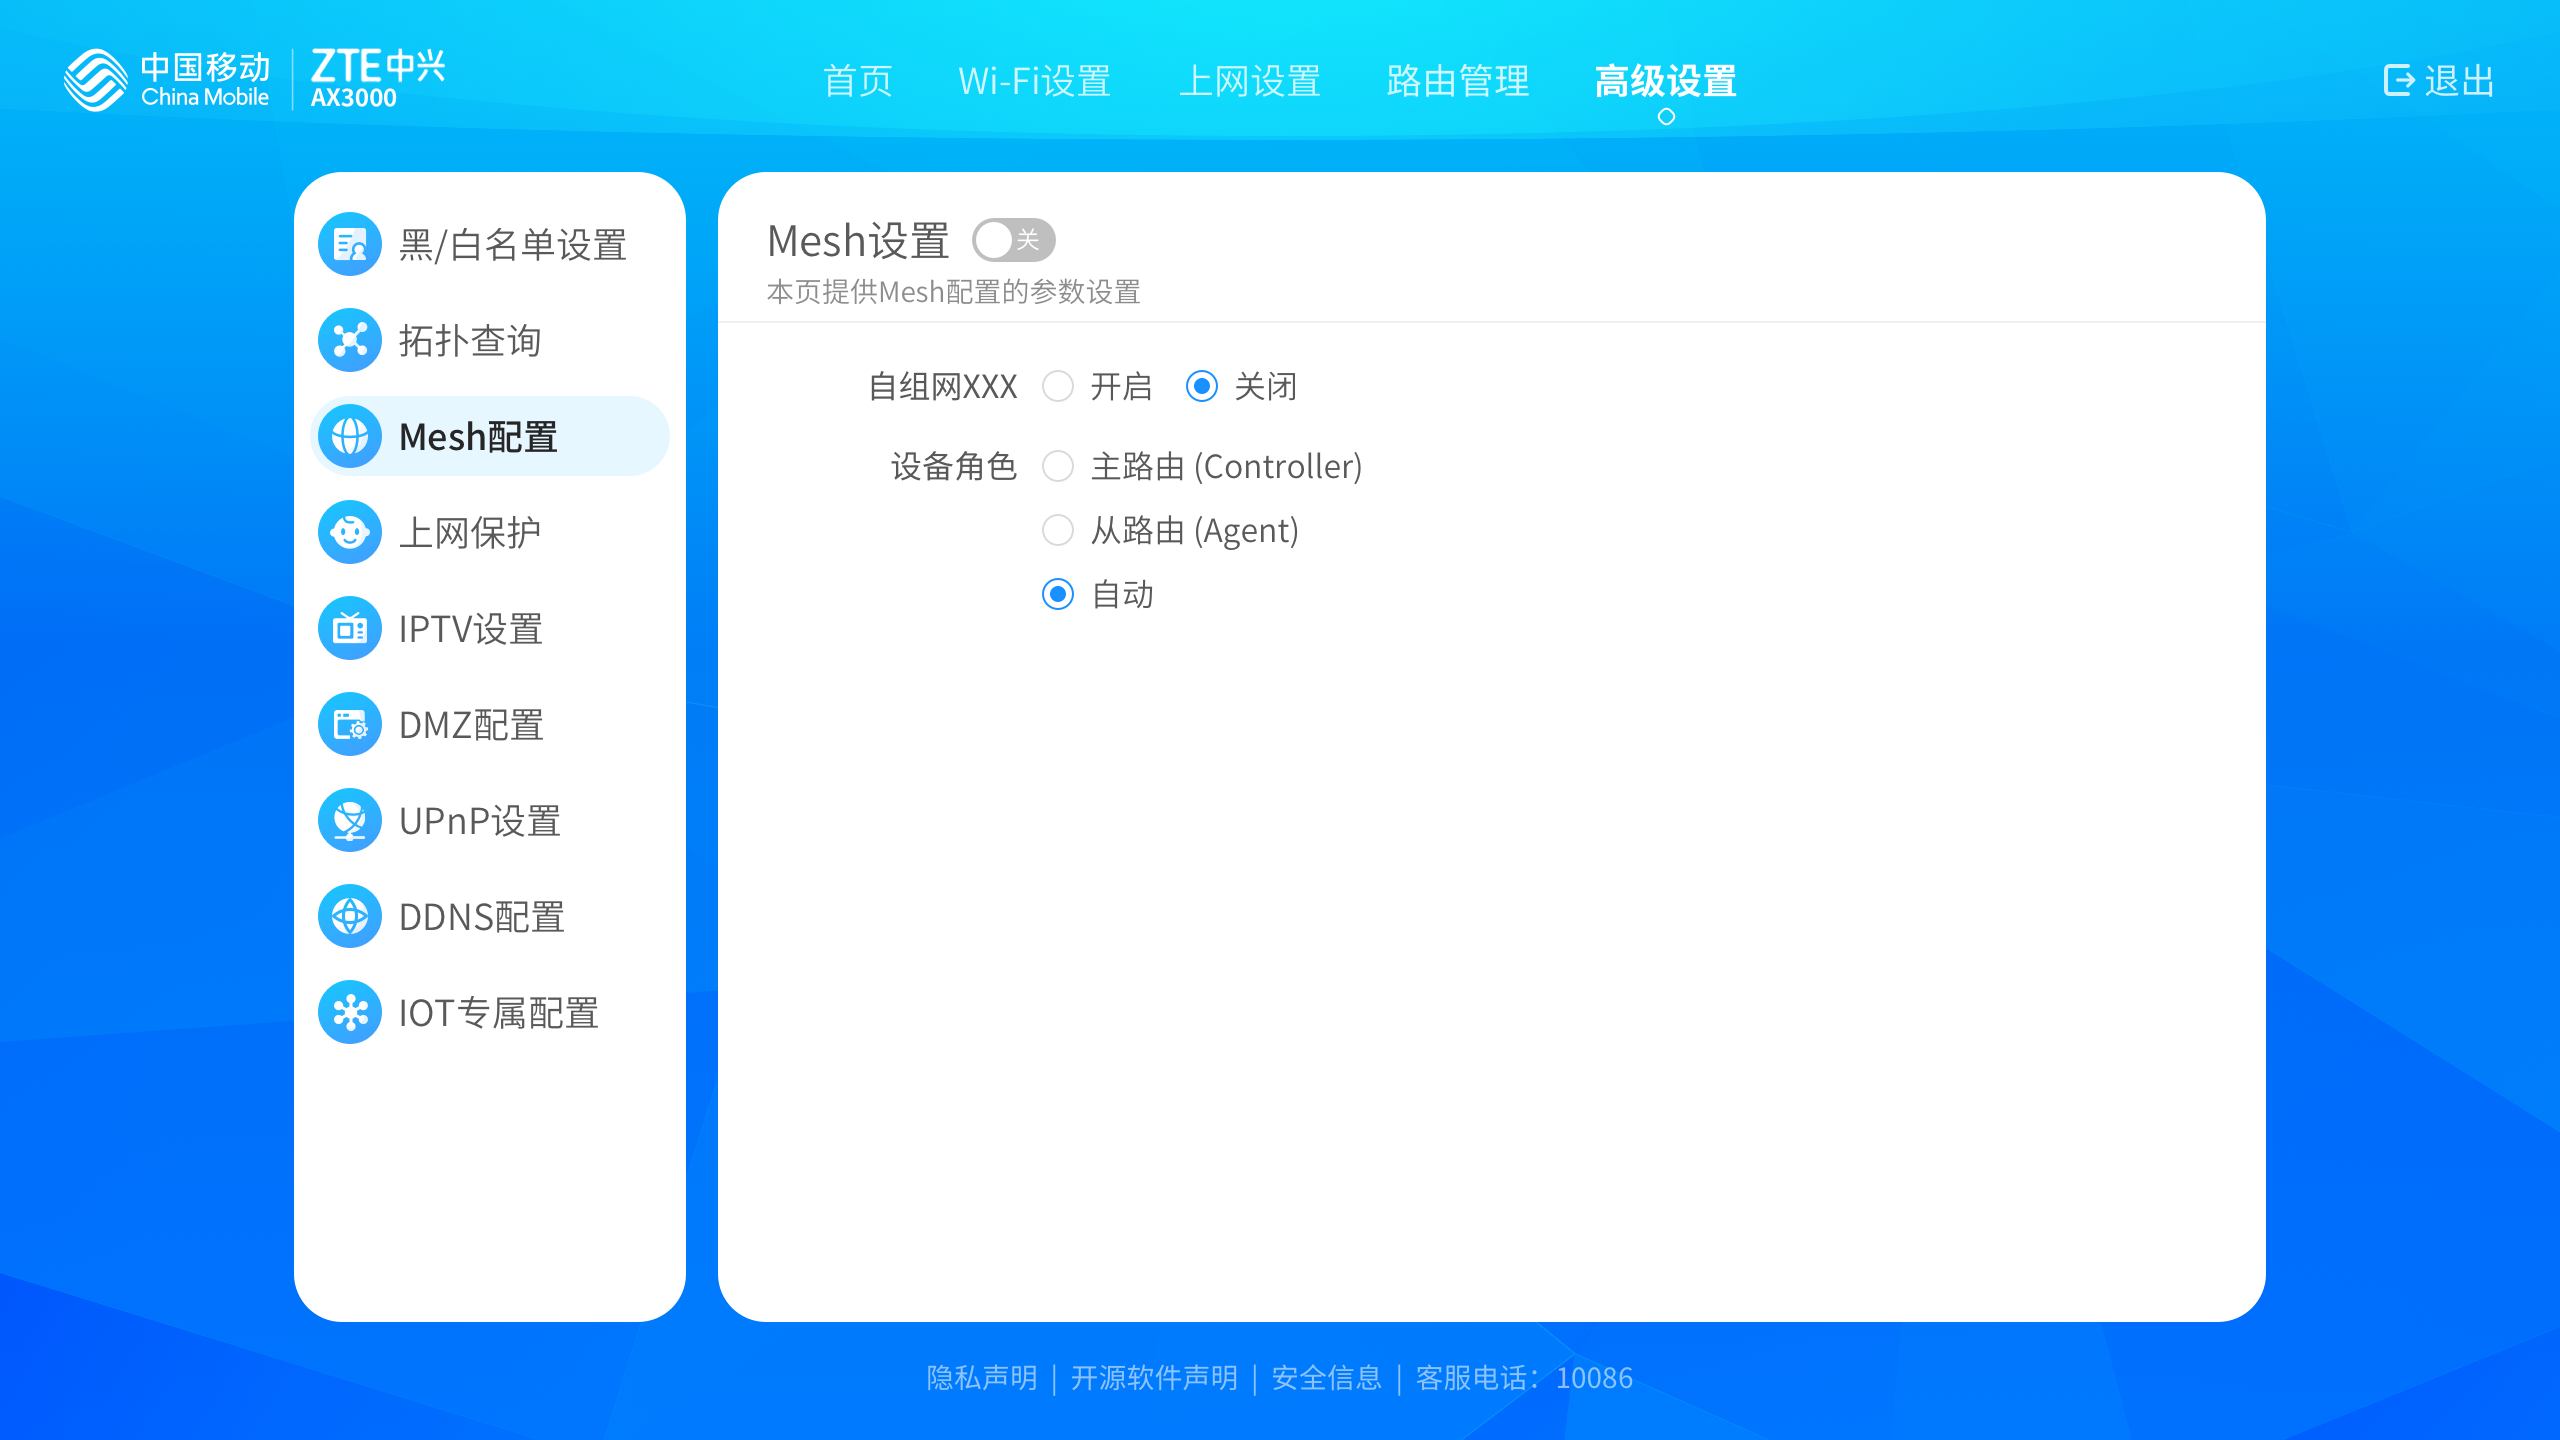 中国移动
China Mobile
ZTE中兴
AX3000
首页
Wi-Fi设置
上网设置
路由管理
高级设置
退出
黑/白名单设置
拓扑查询
Mesh配置
上网保护
IPTV设置
DMZ配置
UPnP设置
DDNS配置
IOT专属配置
Mesh设置 关
本页提供Mesh配置的参数设置
自组网XXX 开启 关闭
设备角色 主路由 (Controller)
从路由 (Agent)
自动
隐私声明 | 开源软件声明 | 安全信息 | 客服电话：10086